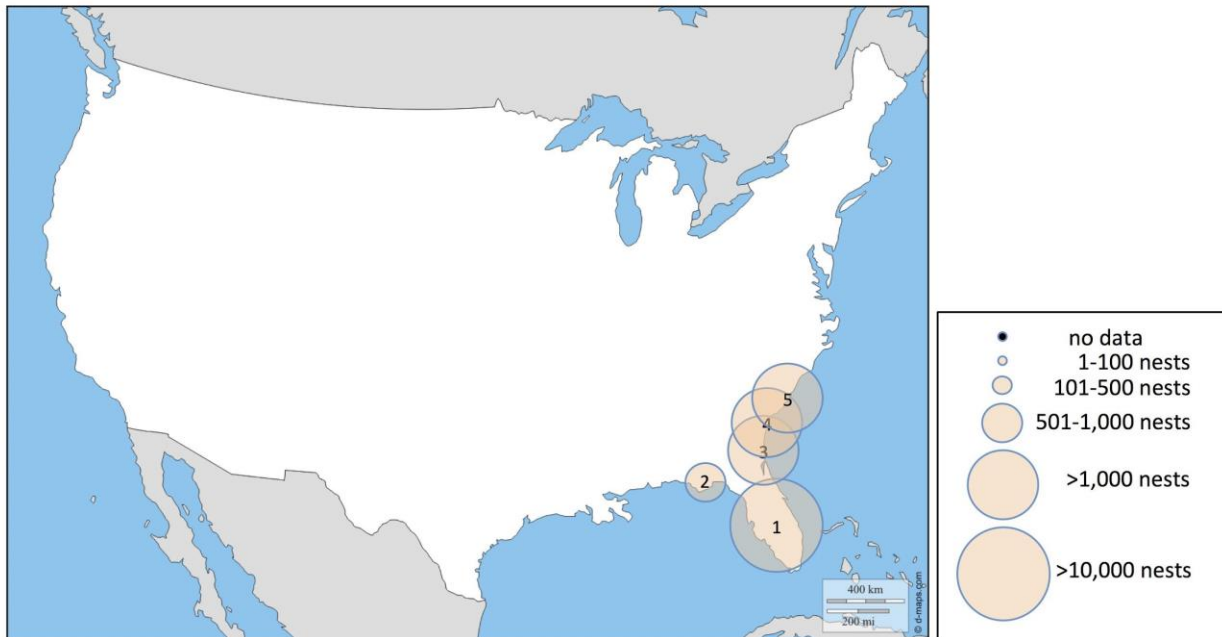 5
4
3
2
1
400 km
200 mi
© d-maps.com
no data
1-100 nests
101-500 nests
501-1,000 nests
>1,000 nests
>10,000 nests